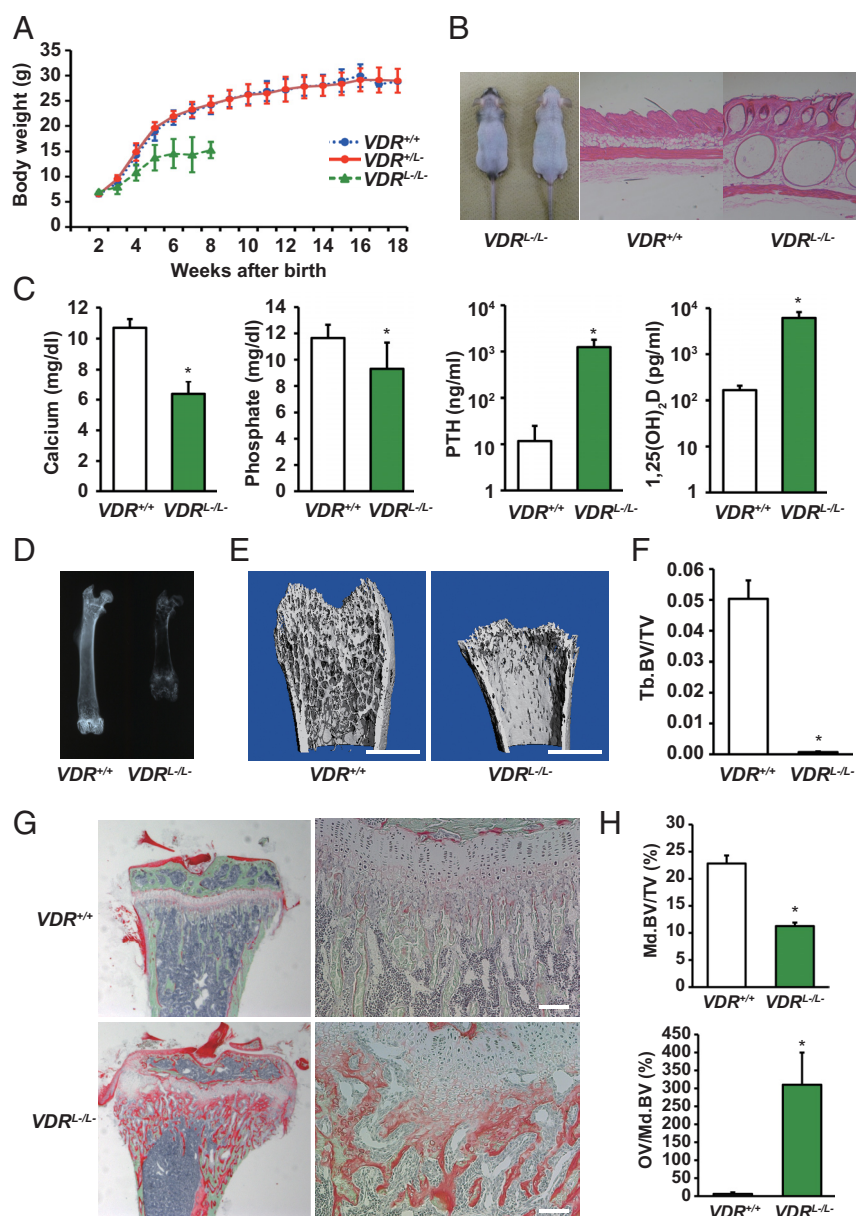 A
Body weight (g)
35
30
25
20
15
10
5
0
2 4 6 8 10 12 14 16 18
Weeks after birth
VDR+/+
VDR+/L-
VDRL-/L-
B
VDRL-/L- VDR+/+ VDRL-/L-
C
Calcium (mg/dl)
12
10
8
6
4
2
0
*
VDR+/+ VDRL-/L-
Phosphate (mg/dl)
14
12
10
8
6
4
2
0
*
VDR+/+ VDRL-/L-
PTH (ng/ml)
10⁴
10³
10²
10
1
*
VDR+/+ VDRL-/L-
1,25(OH)₂D (pg/ml)
10⁴
10³
10²
10
1
*
VDR+/+ VDRL-/L-
D
VDR+/+ VDRL-/L-
E
VDR+/+ VDRL-/L-
F
Tb.BV/TV
0.06
0.05
0.04
0.03
0.02
0.01
0.00
*
VDR+/+ VDRL-/L-
G
VDR+/+
VDRL-/L-
H
Md.BV/TV (%)
30
25
20
15
10
5
0
*
VDR+/+ VDRL-/L-
OV/Md.BV (%)
450
400
350
300
250
200
150
100
50
0
*
VDR+/+ VDRL-/L-